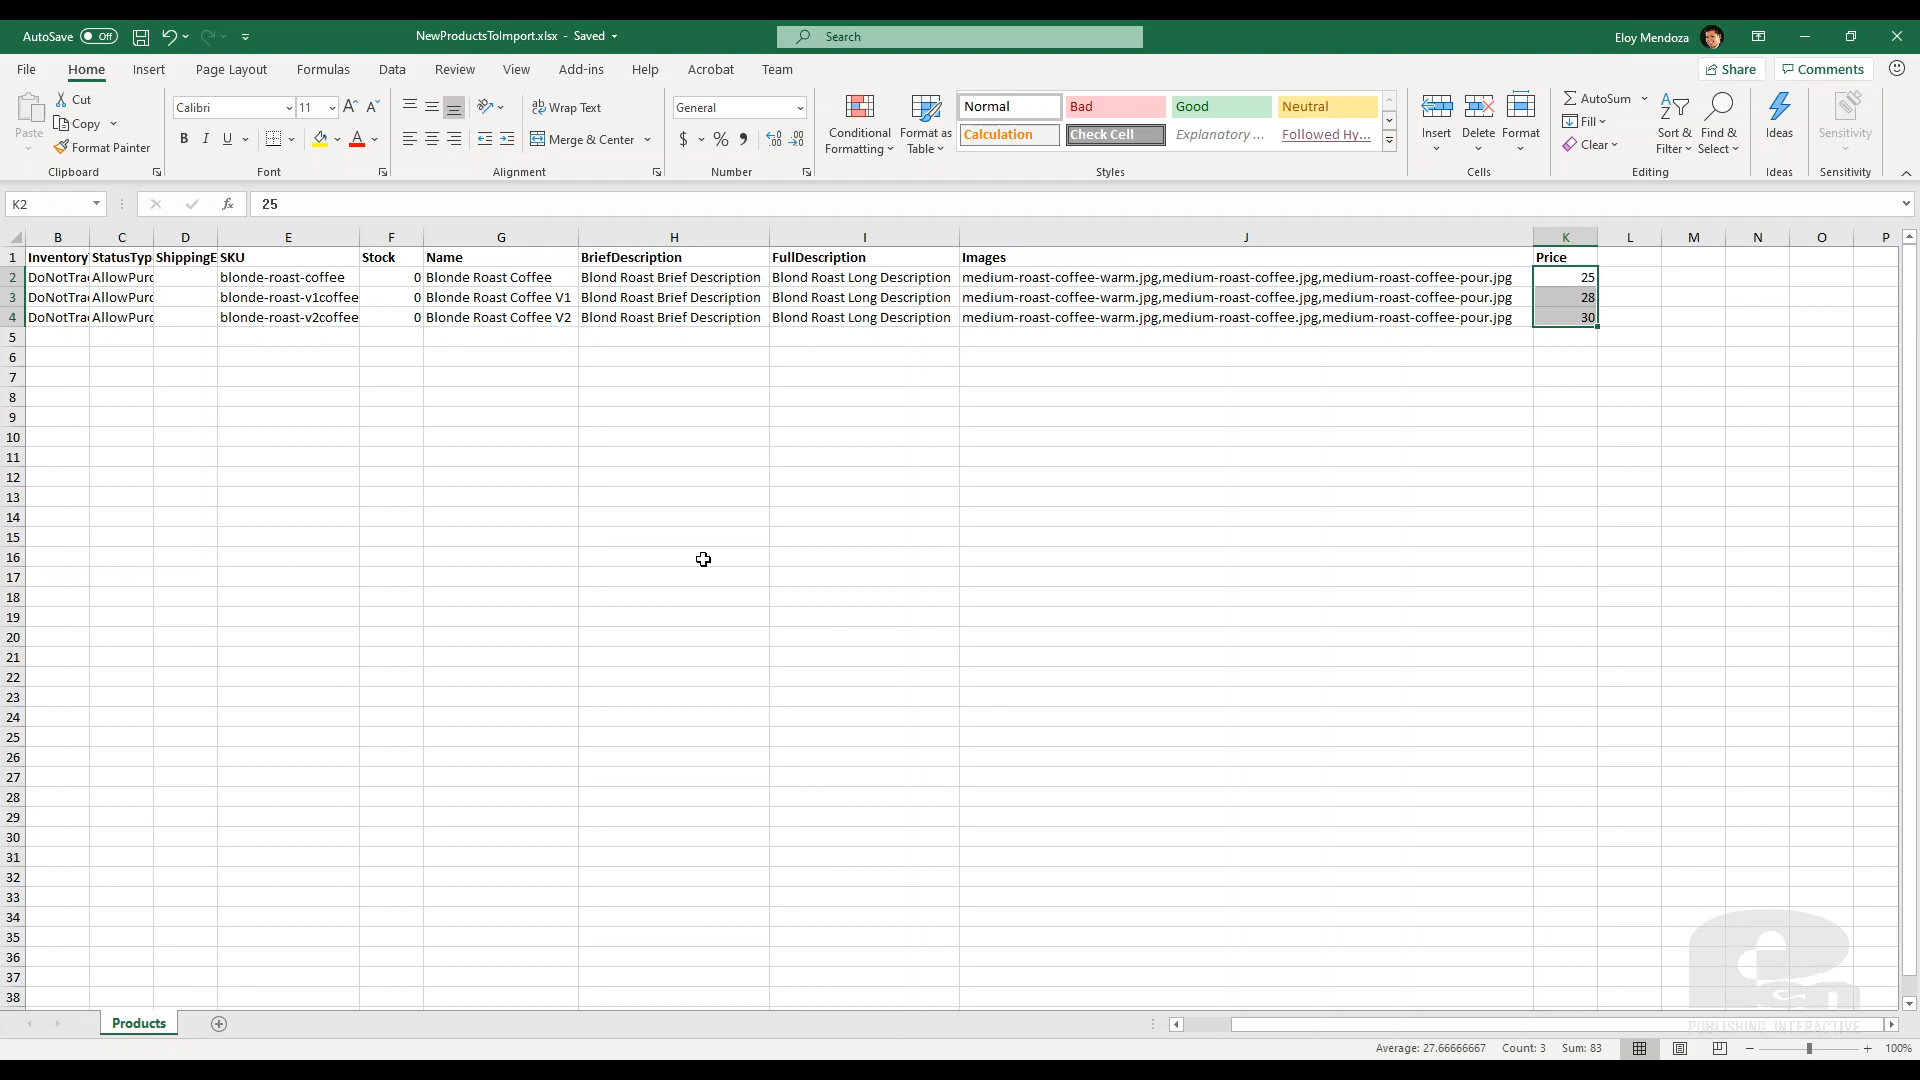 AutoSave Off NewProductsToImport.xlsx - Saved Search Eloy Mendoza
File Home Insert Page Layout Formulas Data Review View Add-ins Help Acrobat Team Share Comments
Paste Cut Copy Format Painter
Calibri 11 B I U A
Wrap Text Merge & Center
General $ %
Conditional Formatting Format as Table
Normal Bad Good Neutral
Calculation Check Cell Explanatory ... Followed Hy...
Insert Delete Format
AutoSum Fill Clear Sort & Filter Find & Select
Ideas Sensitivity
Clipboard Font Alignment Number Styles Cells Editing Ideas Sensitivity
K2 fx 25
B C D E F G H I J K L M N O P
1 Inventory StatusTyp ShippingE SKU Stock Name BriefDescription FullDescription Images Price
2 DoNotTra AllowPurc blonde-roast-coffee 0 Blonde Roast Coffee Blond Roast Brief Description Blond Roast Long Description medium-roast-coffee-warm.jpg,medium-roast-coffee.jpg,medium-roast-coffee-pour.jpg 25
3 DoNotTra AllowPurc blonde-roast-v1coffee 0 Blonde Roast Coffee V1 Blond Roast Brief Description Blond Roast Long Description medium-roast-coffee-warm.jpg,medium-roast-coffee.jpg,medium-roast-coffee-pour.jpg 28
4 DoNotTra AllowPurc blonde-roast-v2coffee 0 Blonde Roast Coffee V2 Blond Roast Brief Description Blond Roast Long Description medium-roast-coffee-warm.jpg,medium-roast-coffee.jpg,medium-roast-coffee-pour.jpg 30
5
6
7
8
9
10
11
12
13
14
15
16
17
18
19
20
21
22
23
24
25
26
27
28
29
30
31
32
33
34
35
36
37
38
PUBLISHING INTERACTIVE
Products
Average: 27.66666667 Count: 3 Sum: 83 100%